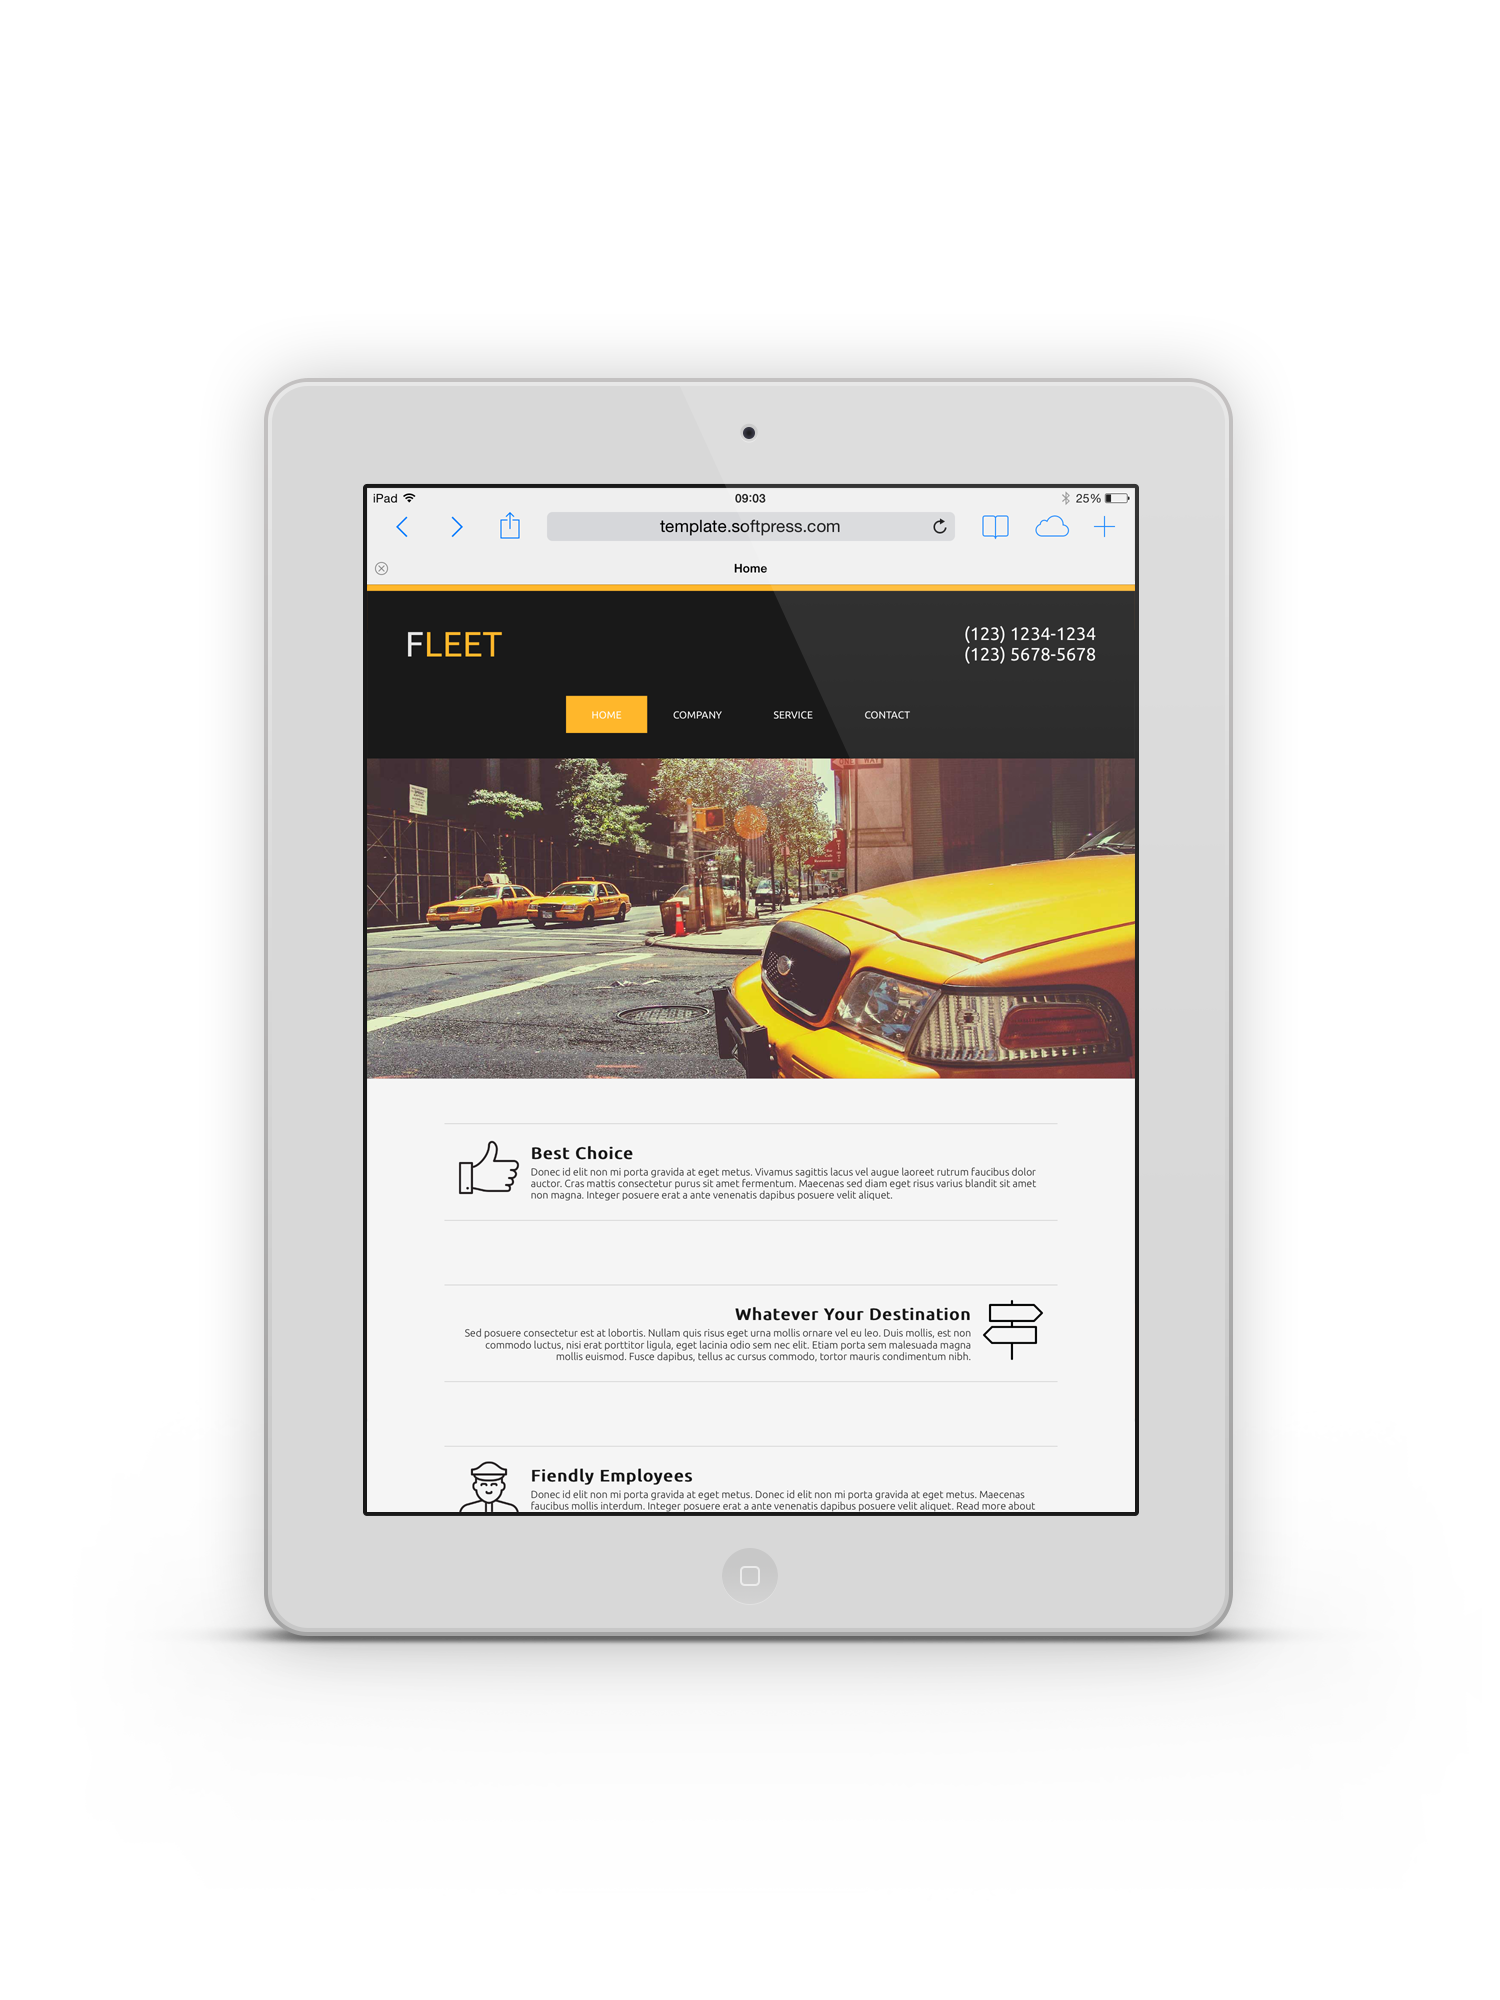 iPad 09:03 25%
template.softpress.com
Home
FLEET
(123) 1234-1234
(123) 5678-5678
HOME COMPANY SERVICE CONTACT
ONE WAY
Best Choice
Donec id elit non mi porta gravida at eget metus. Vivamus sagittis lacus vel augue laoreet rutrum faucibus dolor
auctor. Cras mattis consectetur purus sit amet fermentum. Maecenas sed diam eget risus varius blandit sit amet
non magna. Integer posuere erat a ante venenatis dapibus posuere velit aliquet.
Whatever Your Destination
Sed posuere consectetur est at lobortis. Nullam quis risus eget urna mollis ornare vel eu leo. Duis mollis, est non
commodo luctus, nisi erat porttitor ligula, eget lacinia odio sem nec elit. Etiam porta sem malesuada magna
mollis euismod. Fusce dapibus, tellus ac cursus commodo, tortor mauris condimentum nibh.
Fiendly Employees
Donec id elit non mi porta gravida at eget metus. Donec id elit non mi porta gravida at eget metus. Maecenas
faucibus mollis interdum. Integer posuere erat a ante venenatis dapibus posuere velit aliquet. Read more about